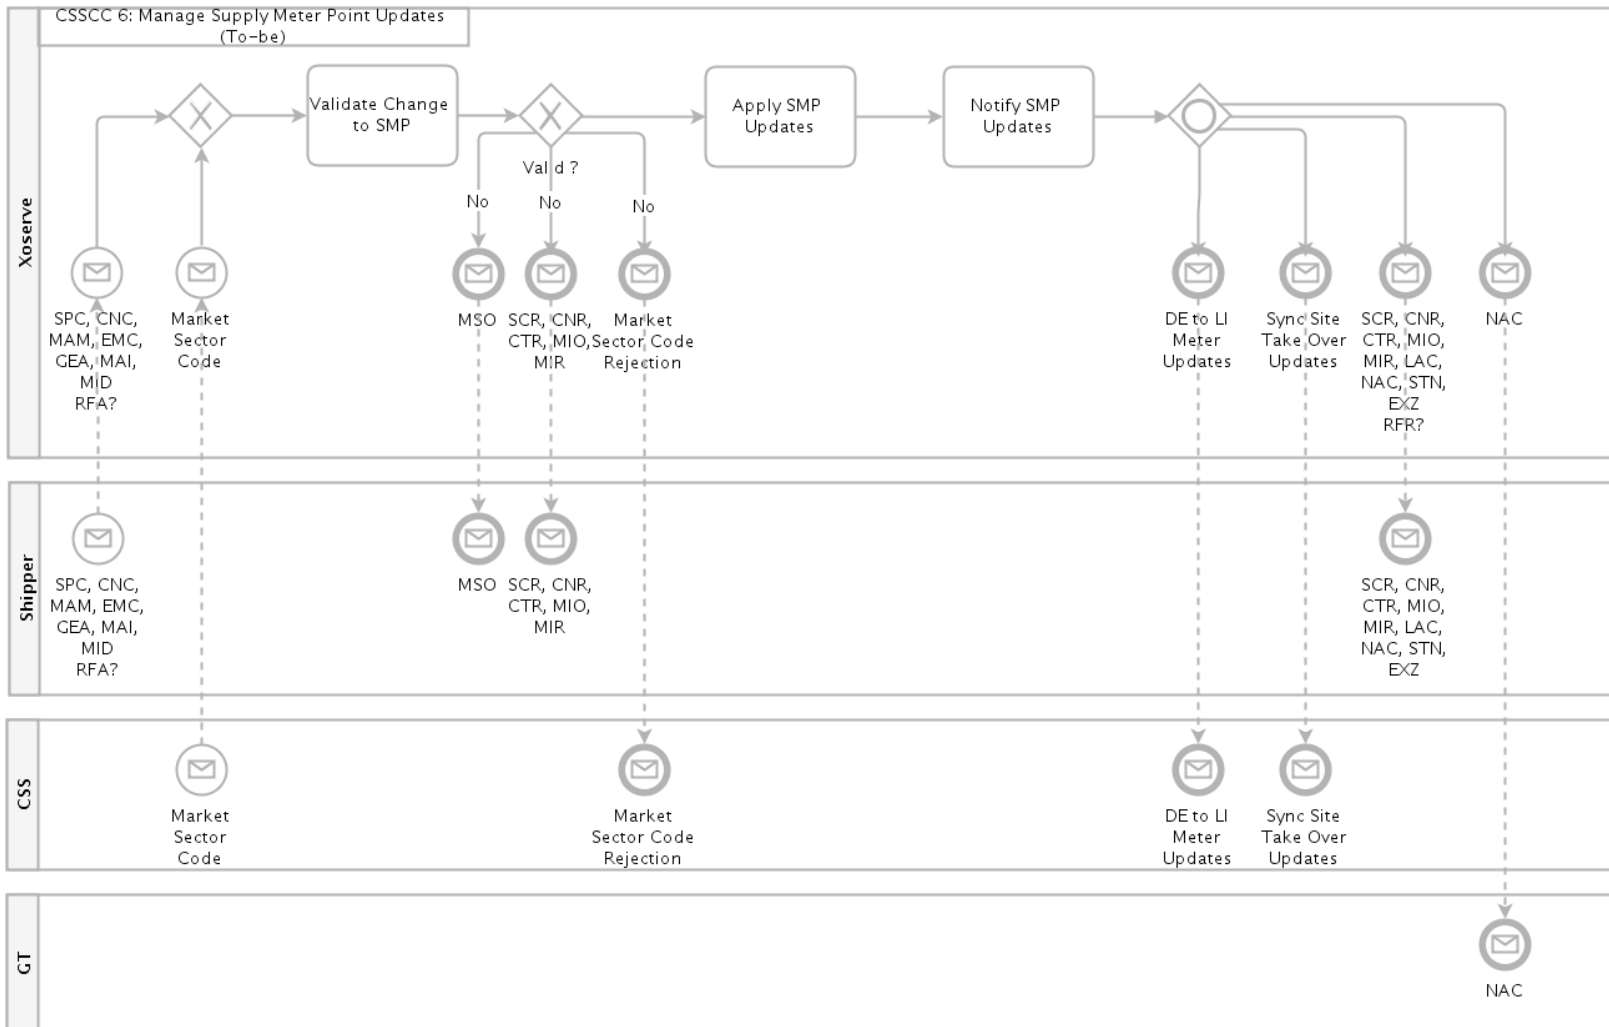 CSSCC 6: Manage Supply Meter Point Updates
(To-be)
Xoserve
Validate Change
to SMP
Valid ?
No
No
No
Apply SMP
Updates
Notify SMP
Updates
SPC, CNC,
MAM, EMC,
GEA, MAI,
MID
RFA?
Market
Sector
Code
MSO
SCR, CNR,
CTR, MIO,
MIR
Market
Sector Code
Rejection
DE to LI
Meter
Updates
Sync Site
Take Over
Updates
SCR, CNR,
CTR, MIO,
MIR, LAC,
NAC, STN,
EXZ
RFR?
NAC
Shipper
SPC, CNC,
MAM, EMC,
GEA, MAI,
MID
RFA?
MSO
SCR, CNR,
CTR, MIO,
MIR
SCR, CNR,
CTR, MIO,
MIR, LAC,
NAC, STN,
EXZ
CSS
Market
Sector
Code
Market
Sector Code
Rejection
DE to LI
Meter
Updates
Sync Site
Take Over
Updates
GT
NAC